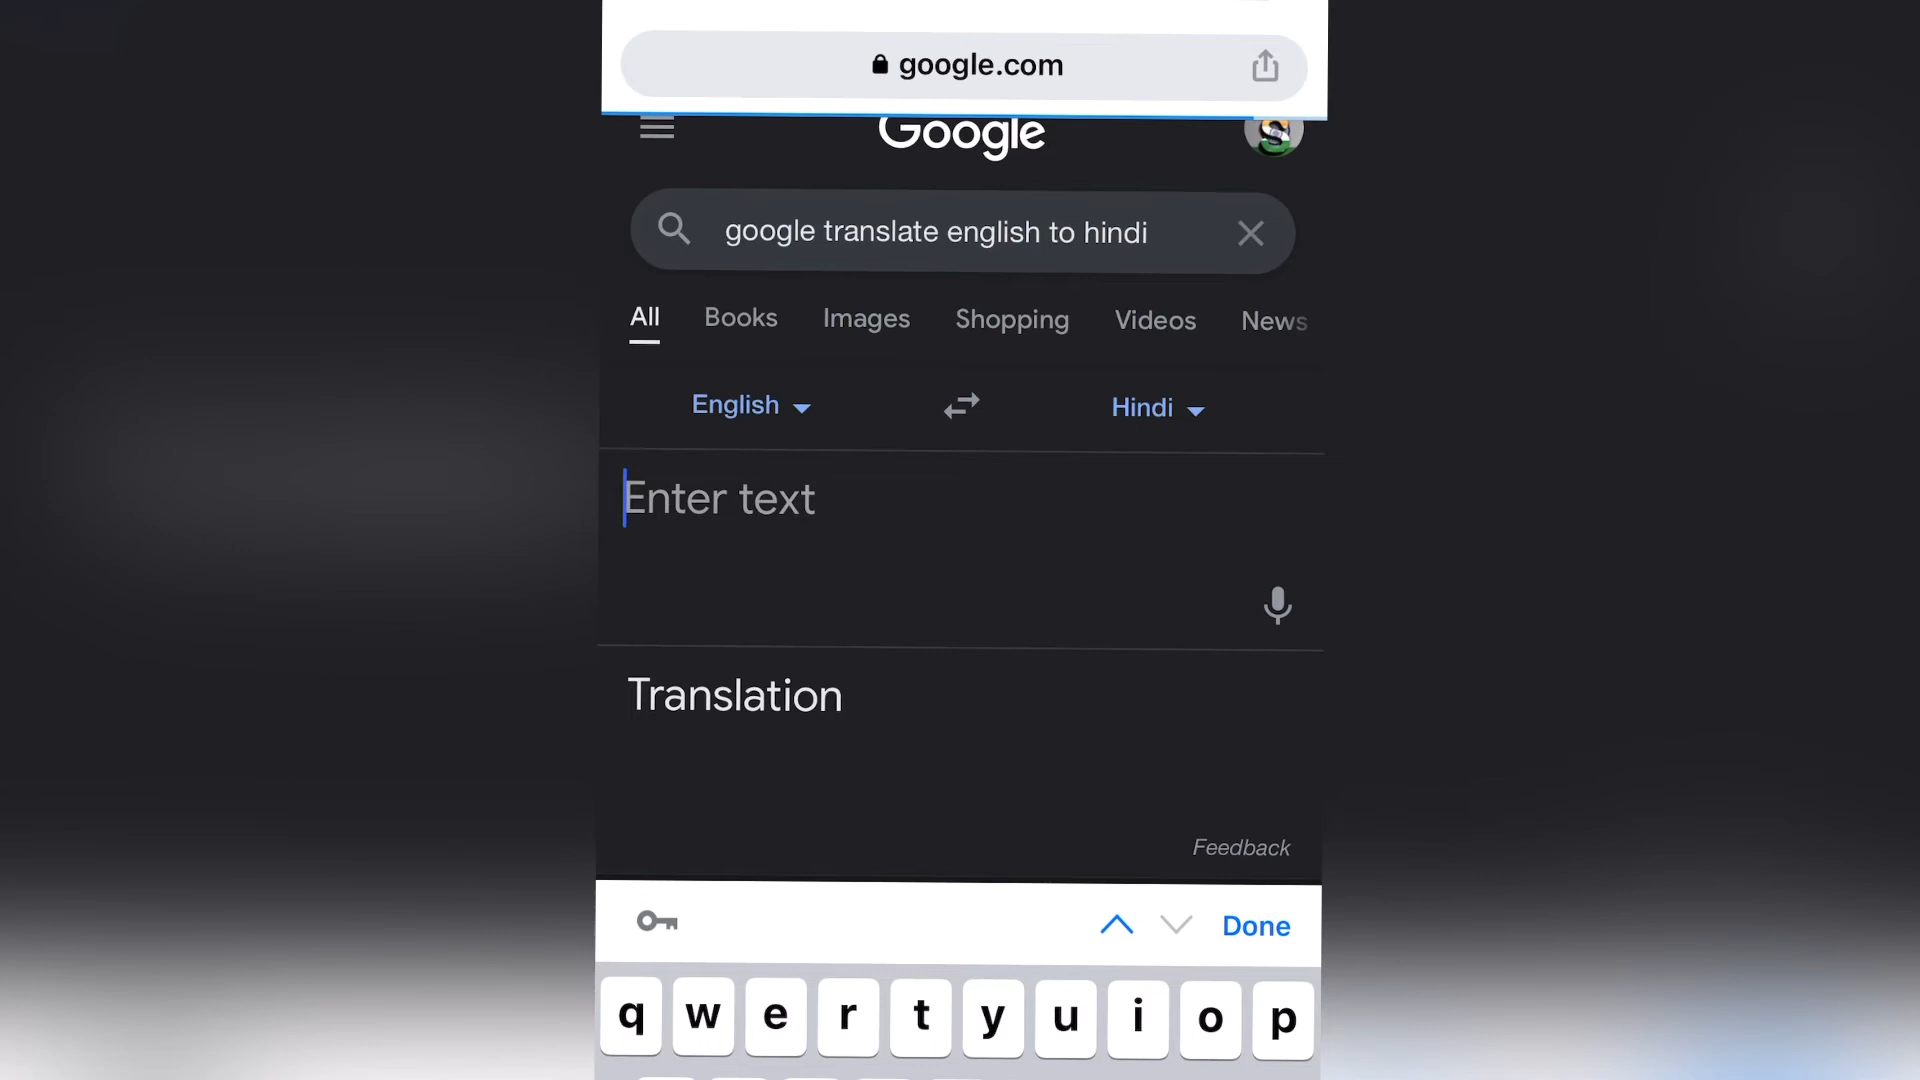 google.com
Google
google translate english to hindi
All Books Images Shopping Videos News
English Hindi
Enter text
Translation
Feedback
Done
q w e r t y u i o p